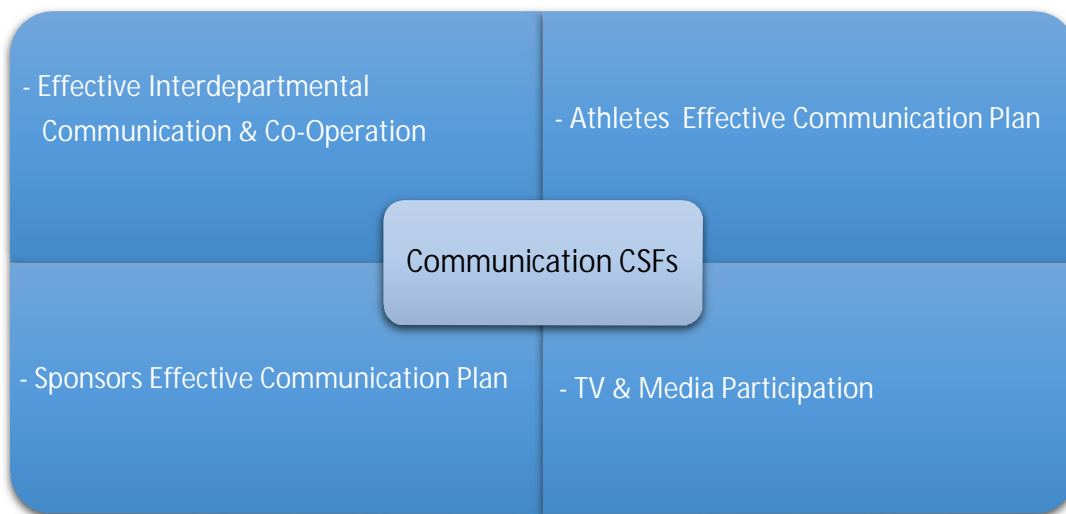 - Effective Interdepartmental
Communication & Co-Operation
- Athletes Effective Communication Plan
Communication CSFs
- Sponsors Effective Communication Plan
- TV & Media Participation